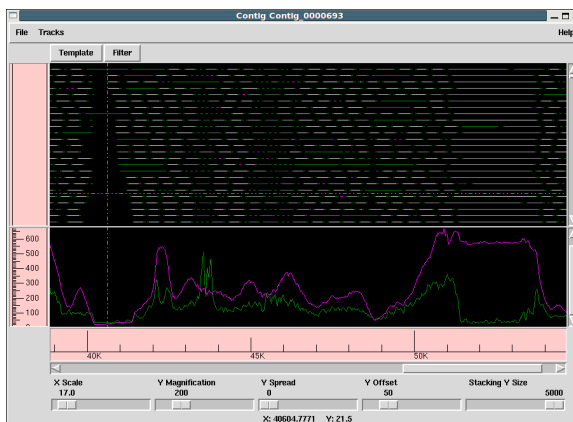 Contig Contig_0000693
File Tracks Help
Template Filter
600
500
400
300
200
100
0
40K 45K 50K
X Scale Y Magnification Y Spread Y Offset Stacking Y Size
17.0 200 0 50 5000
X: 40604.7771 Y: 21.5